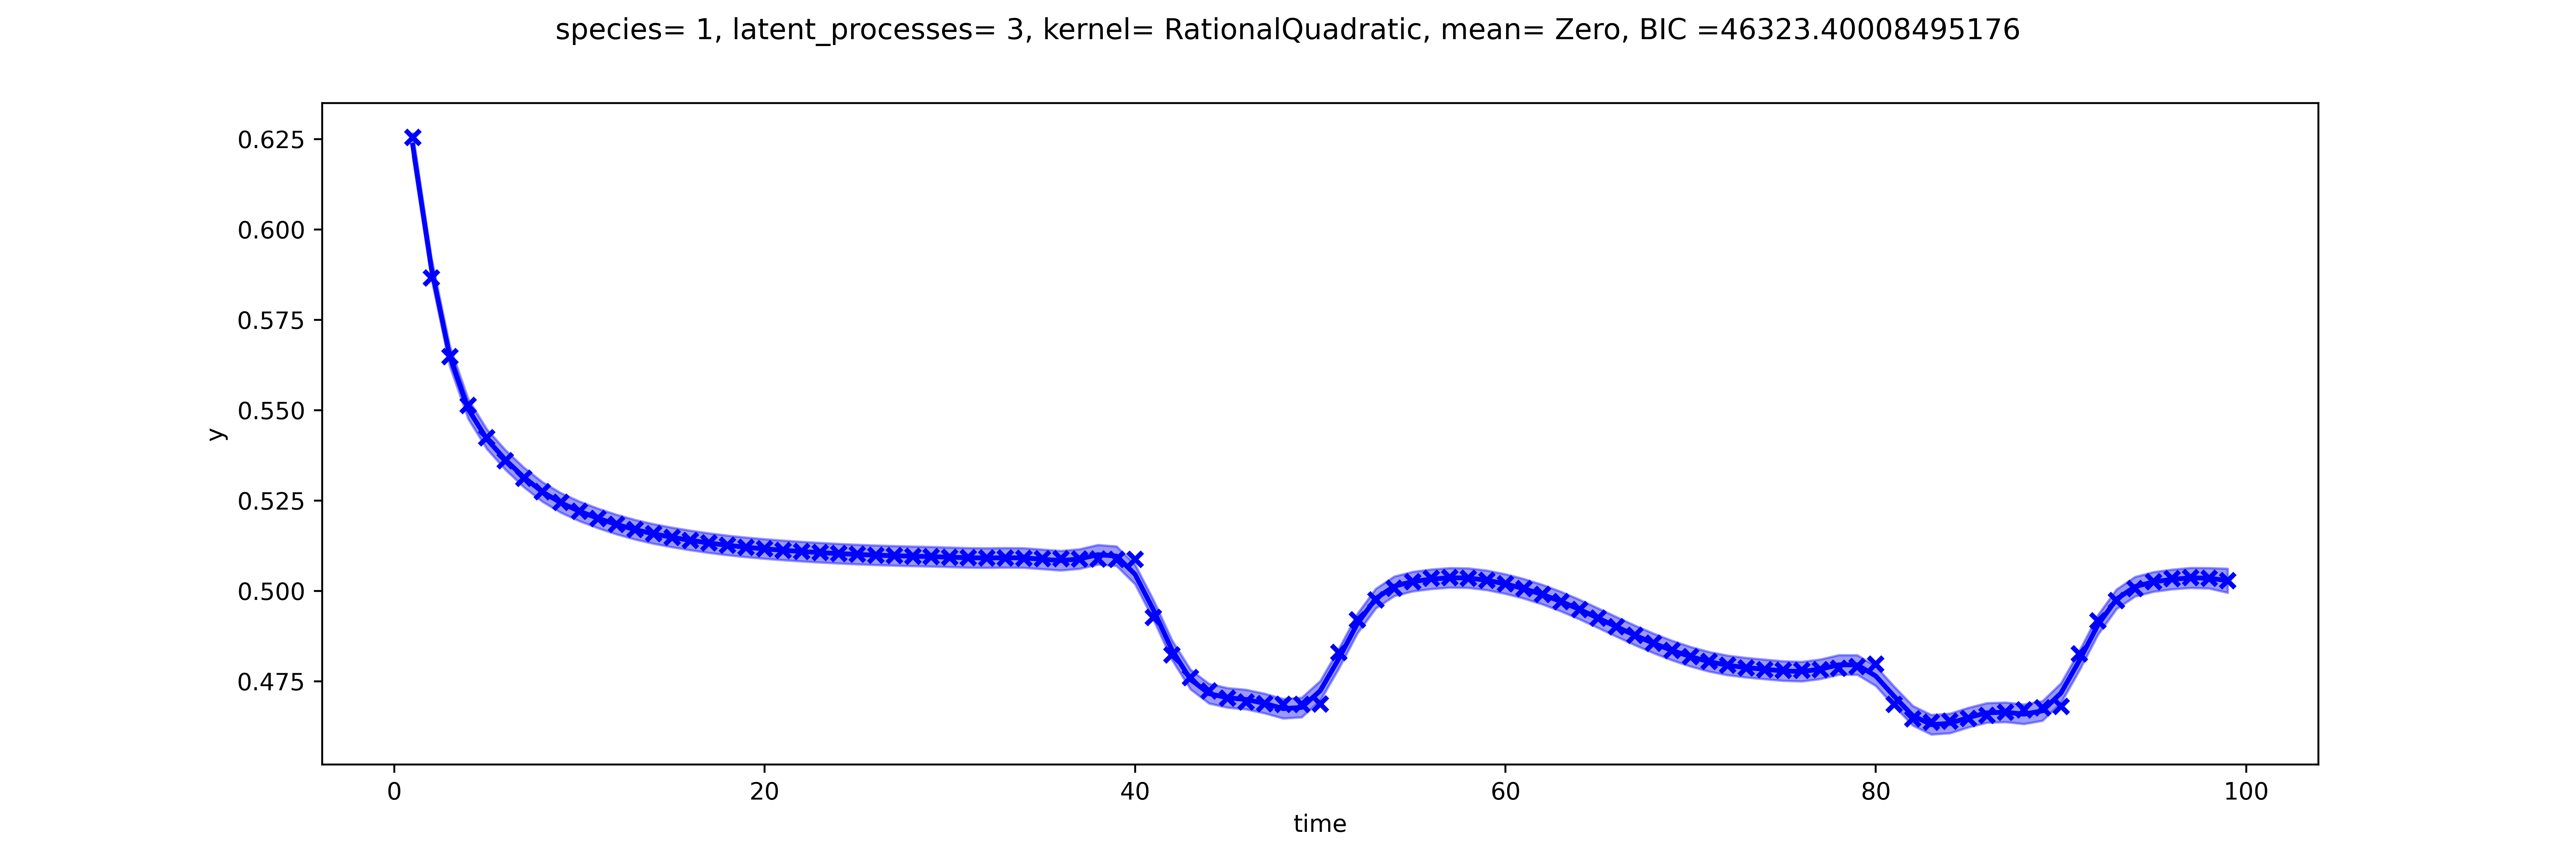 species= 1, latent_processes= 3, kernel= RationalQuadratic, mean= Zero, BIC =46323.40008495176
0.625
0.600
0.575
0.550
0.525
0.500
0.475
y
0 20 40 60 80 100
time